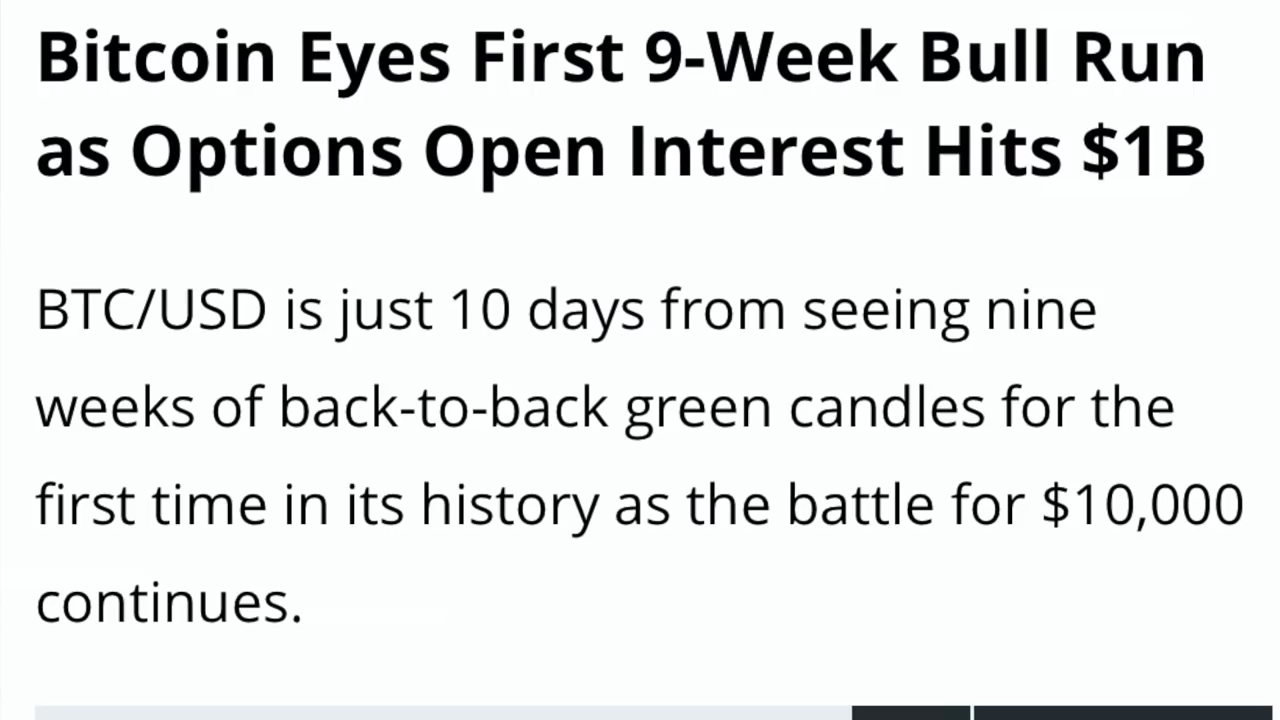 Bitcoin Eyes First 9-Week Bull Run
as Options Open Interest Hits $1B
BTC/USD is just 10 days from seeing nine
weeks of back-to-back green candles for the
first time in its history as the battle for $10,000
continues.